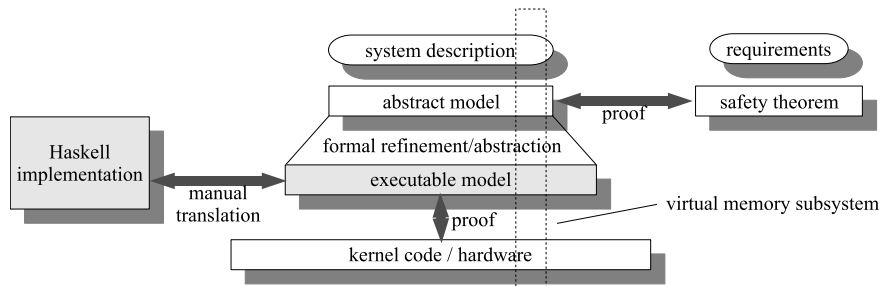 system description
requirements
abstract model
safety theorem
proof
formal refinement/abstraction
Haskell
implementation
executable model
manual
translation
virtual memory subsystem
proof
kernel code / hardware